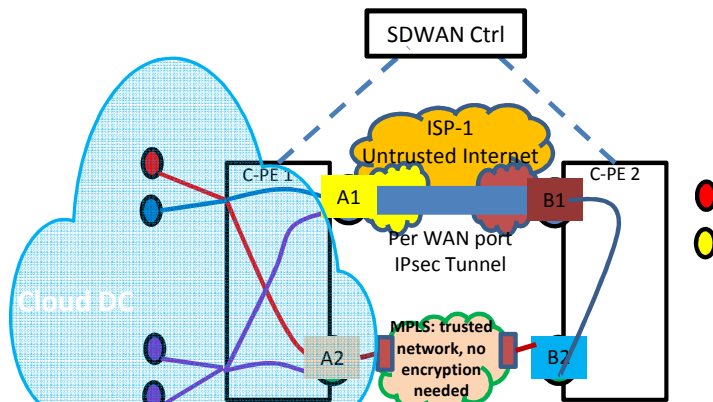 SDWAN Ctrl
ISP-1
Untrusted Internet
C-PE 1
C-PE 2
A1
B1
Per WAN port
IPsec Tunnel
Cloud DC
MPLS: trusted
network, no
encryption
needed
A2
B2